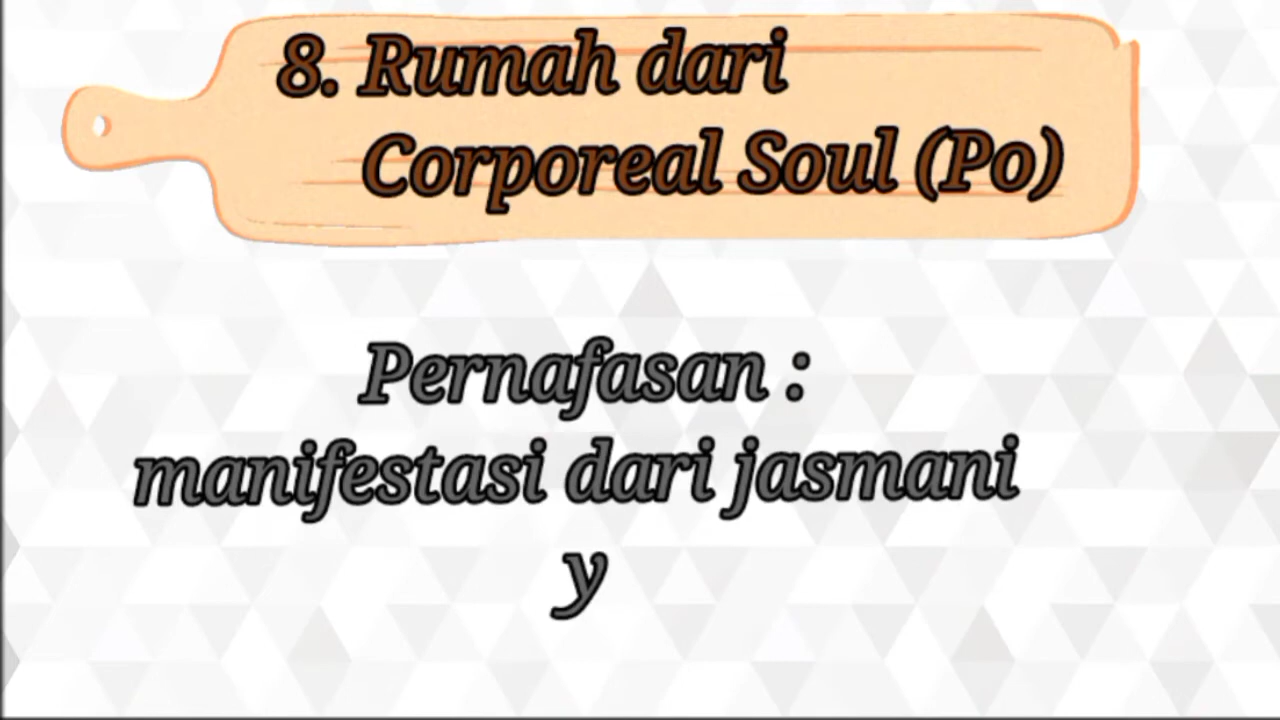 8. Rumah dari
Corporeal Soul (Po)
Pernafasan :
manifestasi dari jasmani
y